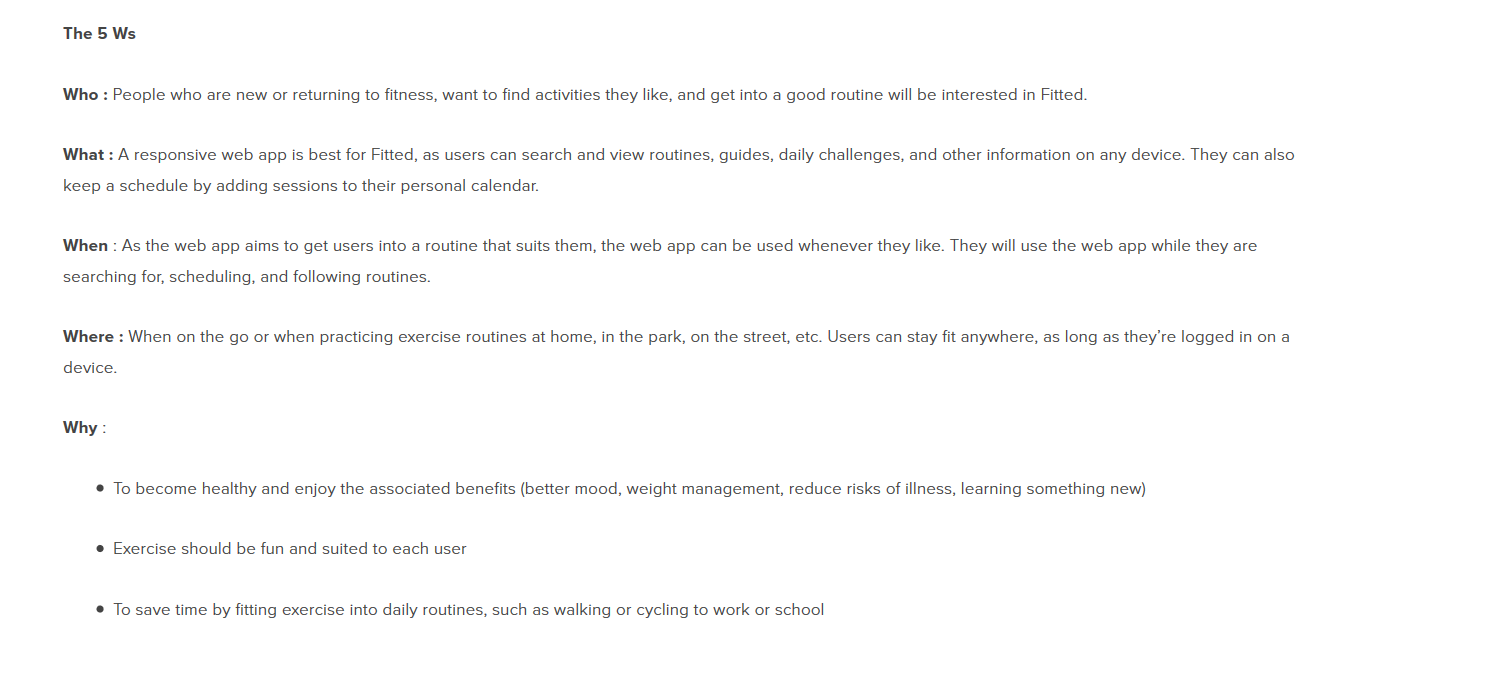 The 5 Ws
Who : People who are new or returning to fitness, want to find activities they like, and get into a good routine will be interested in Fitted.
What : A responsive web app is best for Fitted, as users can search and view routines, guides, daily challenges, and other information on any device. They can also
keep a schedule by adding sessions to their personal calendar.
When : As the web app aims to get users into a routine that suits them, the web app can be used whenever they like. They will use the web app while they are
searching for, scheduling, and following routines.
Where : When on the go or when practicing exercise routines at home, in the park, on the street, etc. Users can stay fit anywhere, as long as they’re logged in on a
device.
Why :
• To become healthy and enjoy the associated benefits (better mood, weight management, reduce risks of illness, learning something new)
• Exercise should be fun and suited to each user
• To save time by fitting exercise into daily routines, such as walking or cycling to work or school